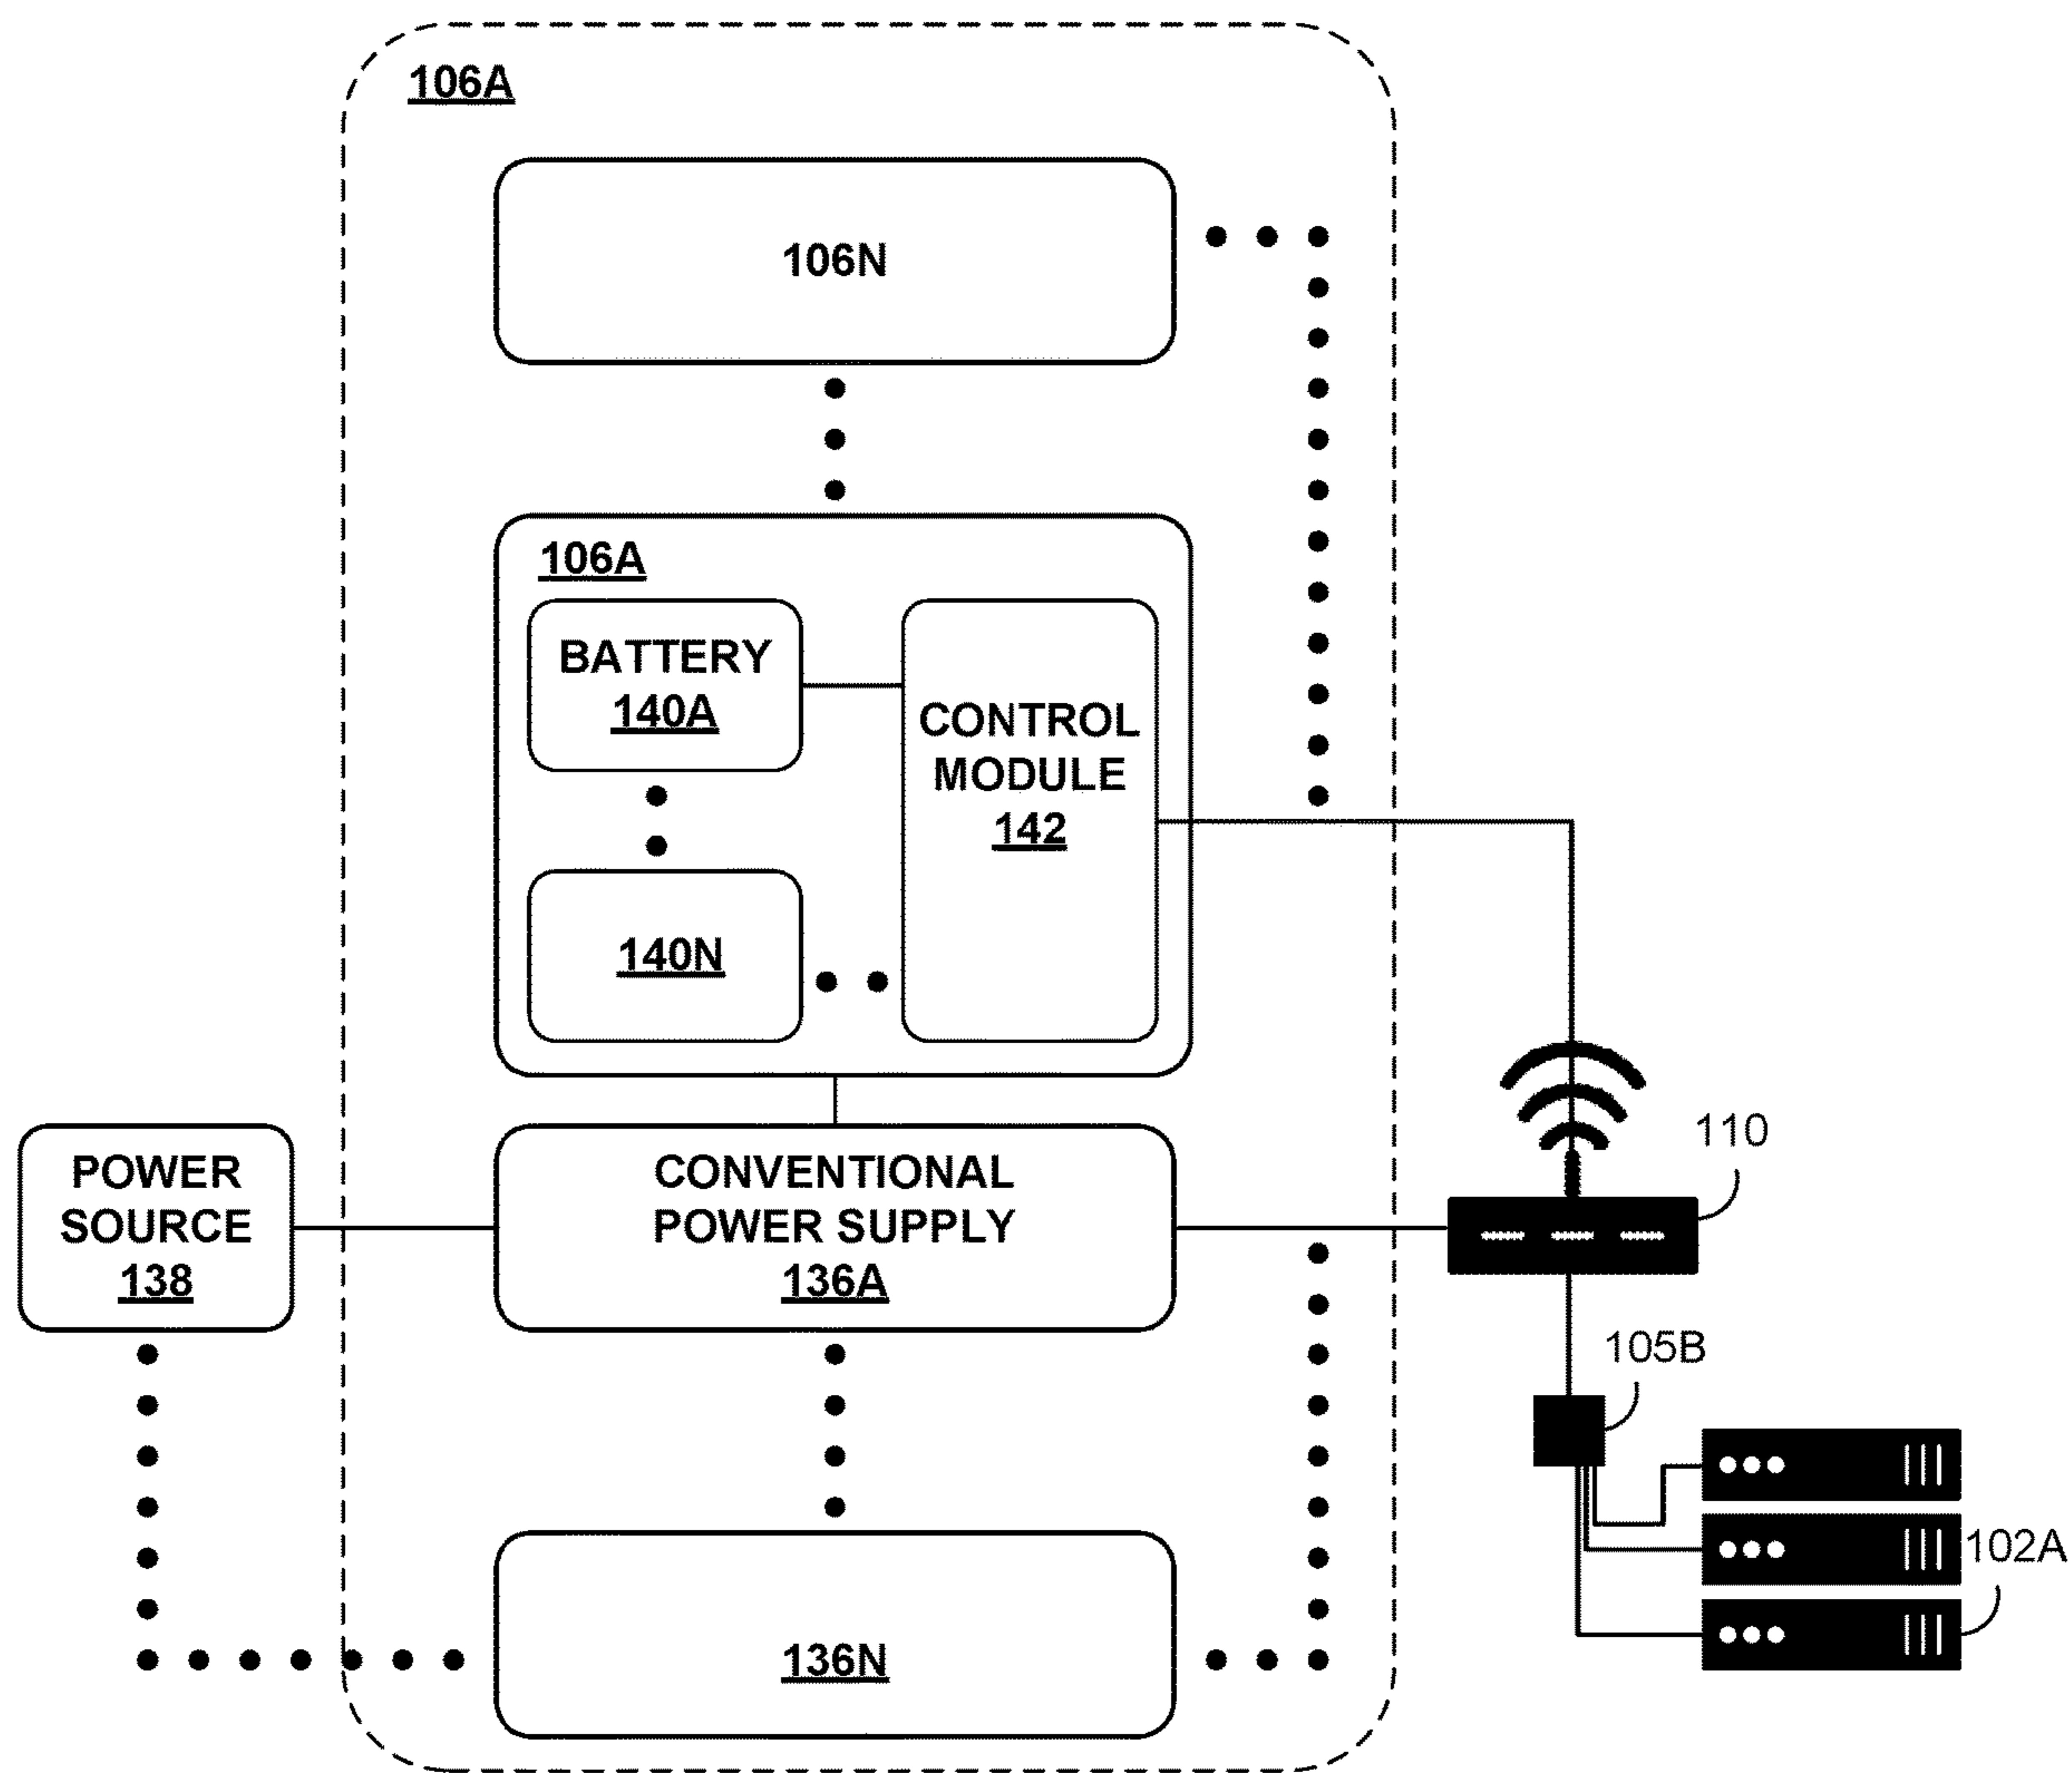 106A
106N
106A
BATTERY
140A
CONTROL
MODULE
142
140N
POWER
SOURCE
138
CONVENTIONAL
POWER SUPPLY
136A
110
105B
102A
136N